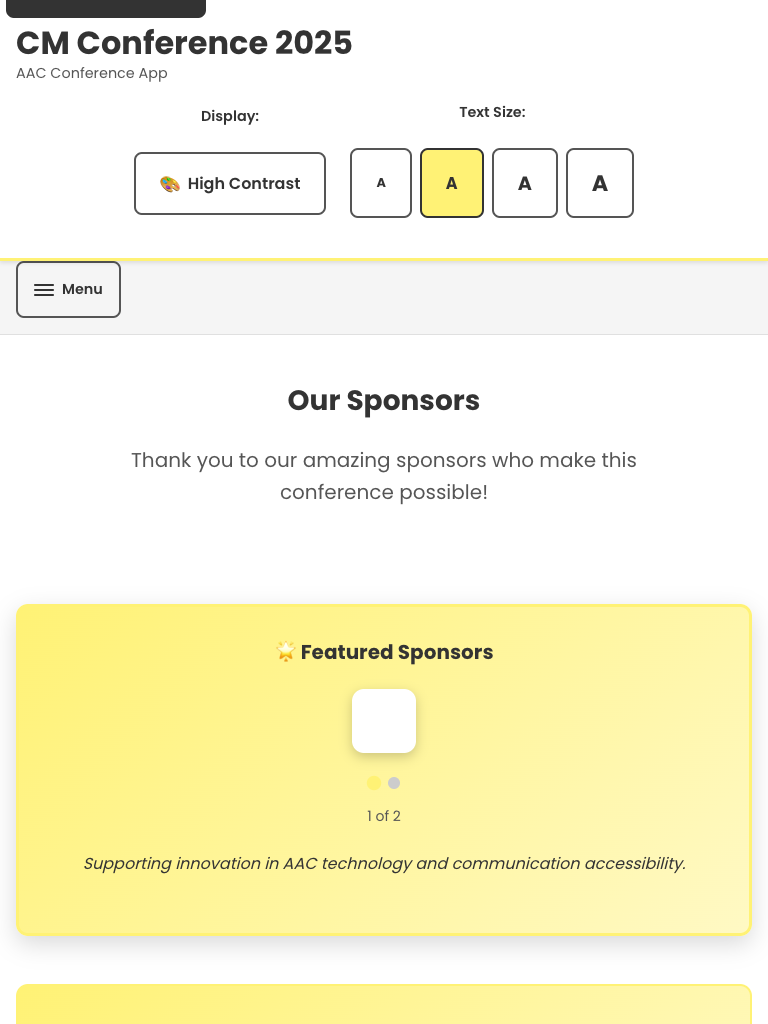 CM Conference 2025
AAC Conference App
Display:
Text Size:
🎨 High Contrast
A
A
A
A
Menu
Our Sponsors
Thank you to our amazing sponsors who make this
conference possible!
🌟 Featured Sponsors
1 of 2
Supporting innovation in AAC technology and communication accessibility.